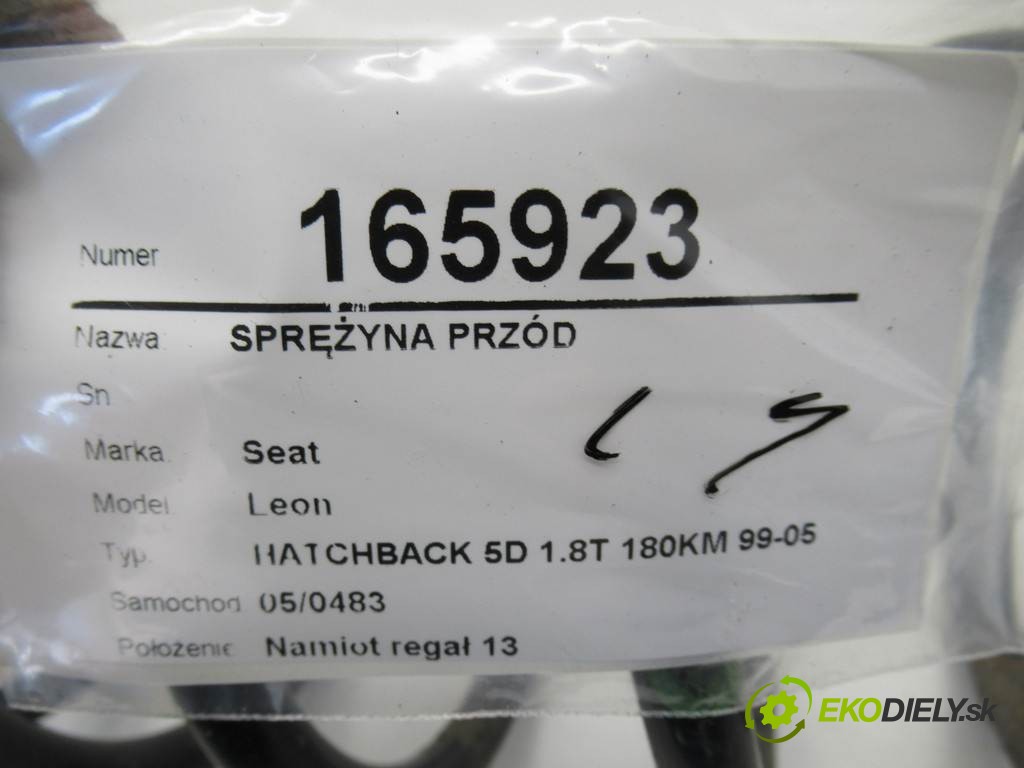 Numer 165923
Nazwa: SPRĘŻYNA PRZÓD
Sn
Marka: Seat
Model Leon
Typ. HATCHBACK 5D 1.8T 180KM 99-05
Samochod 05/0483
Położenie Namiot regał 13
EKODIELY.sk